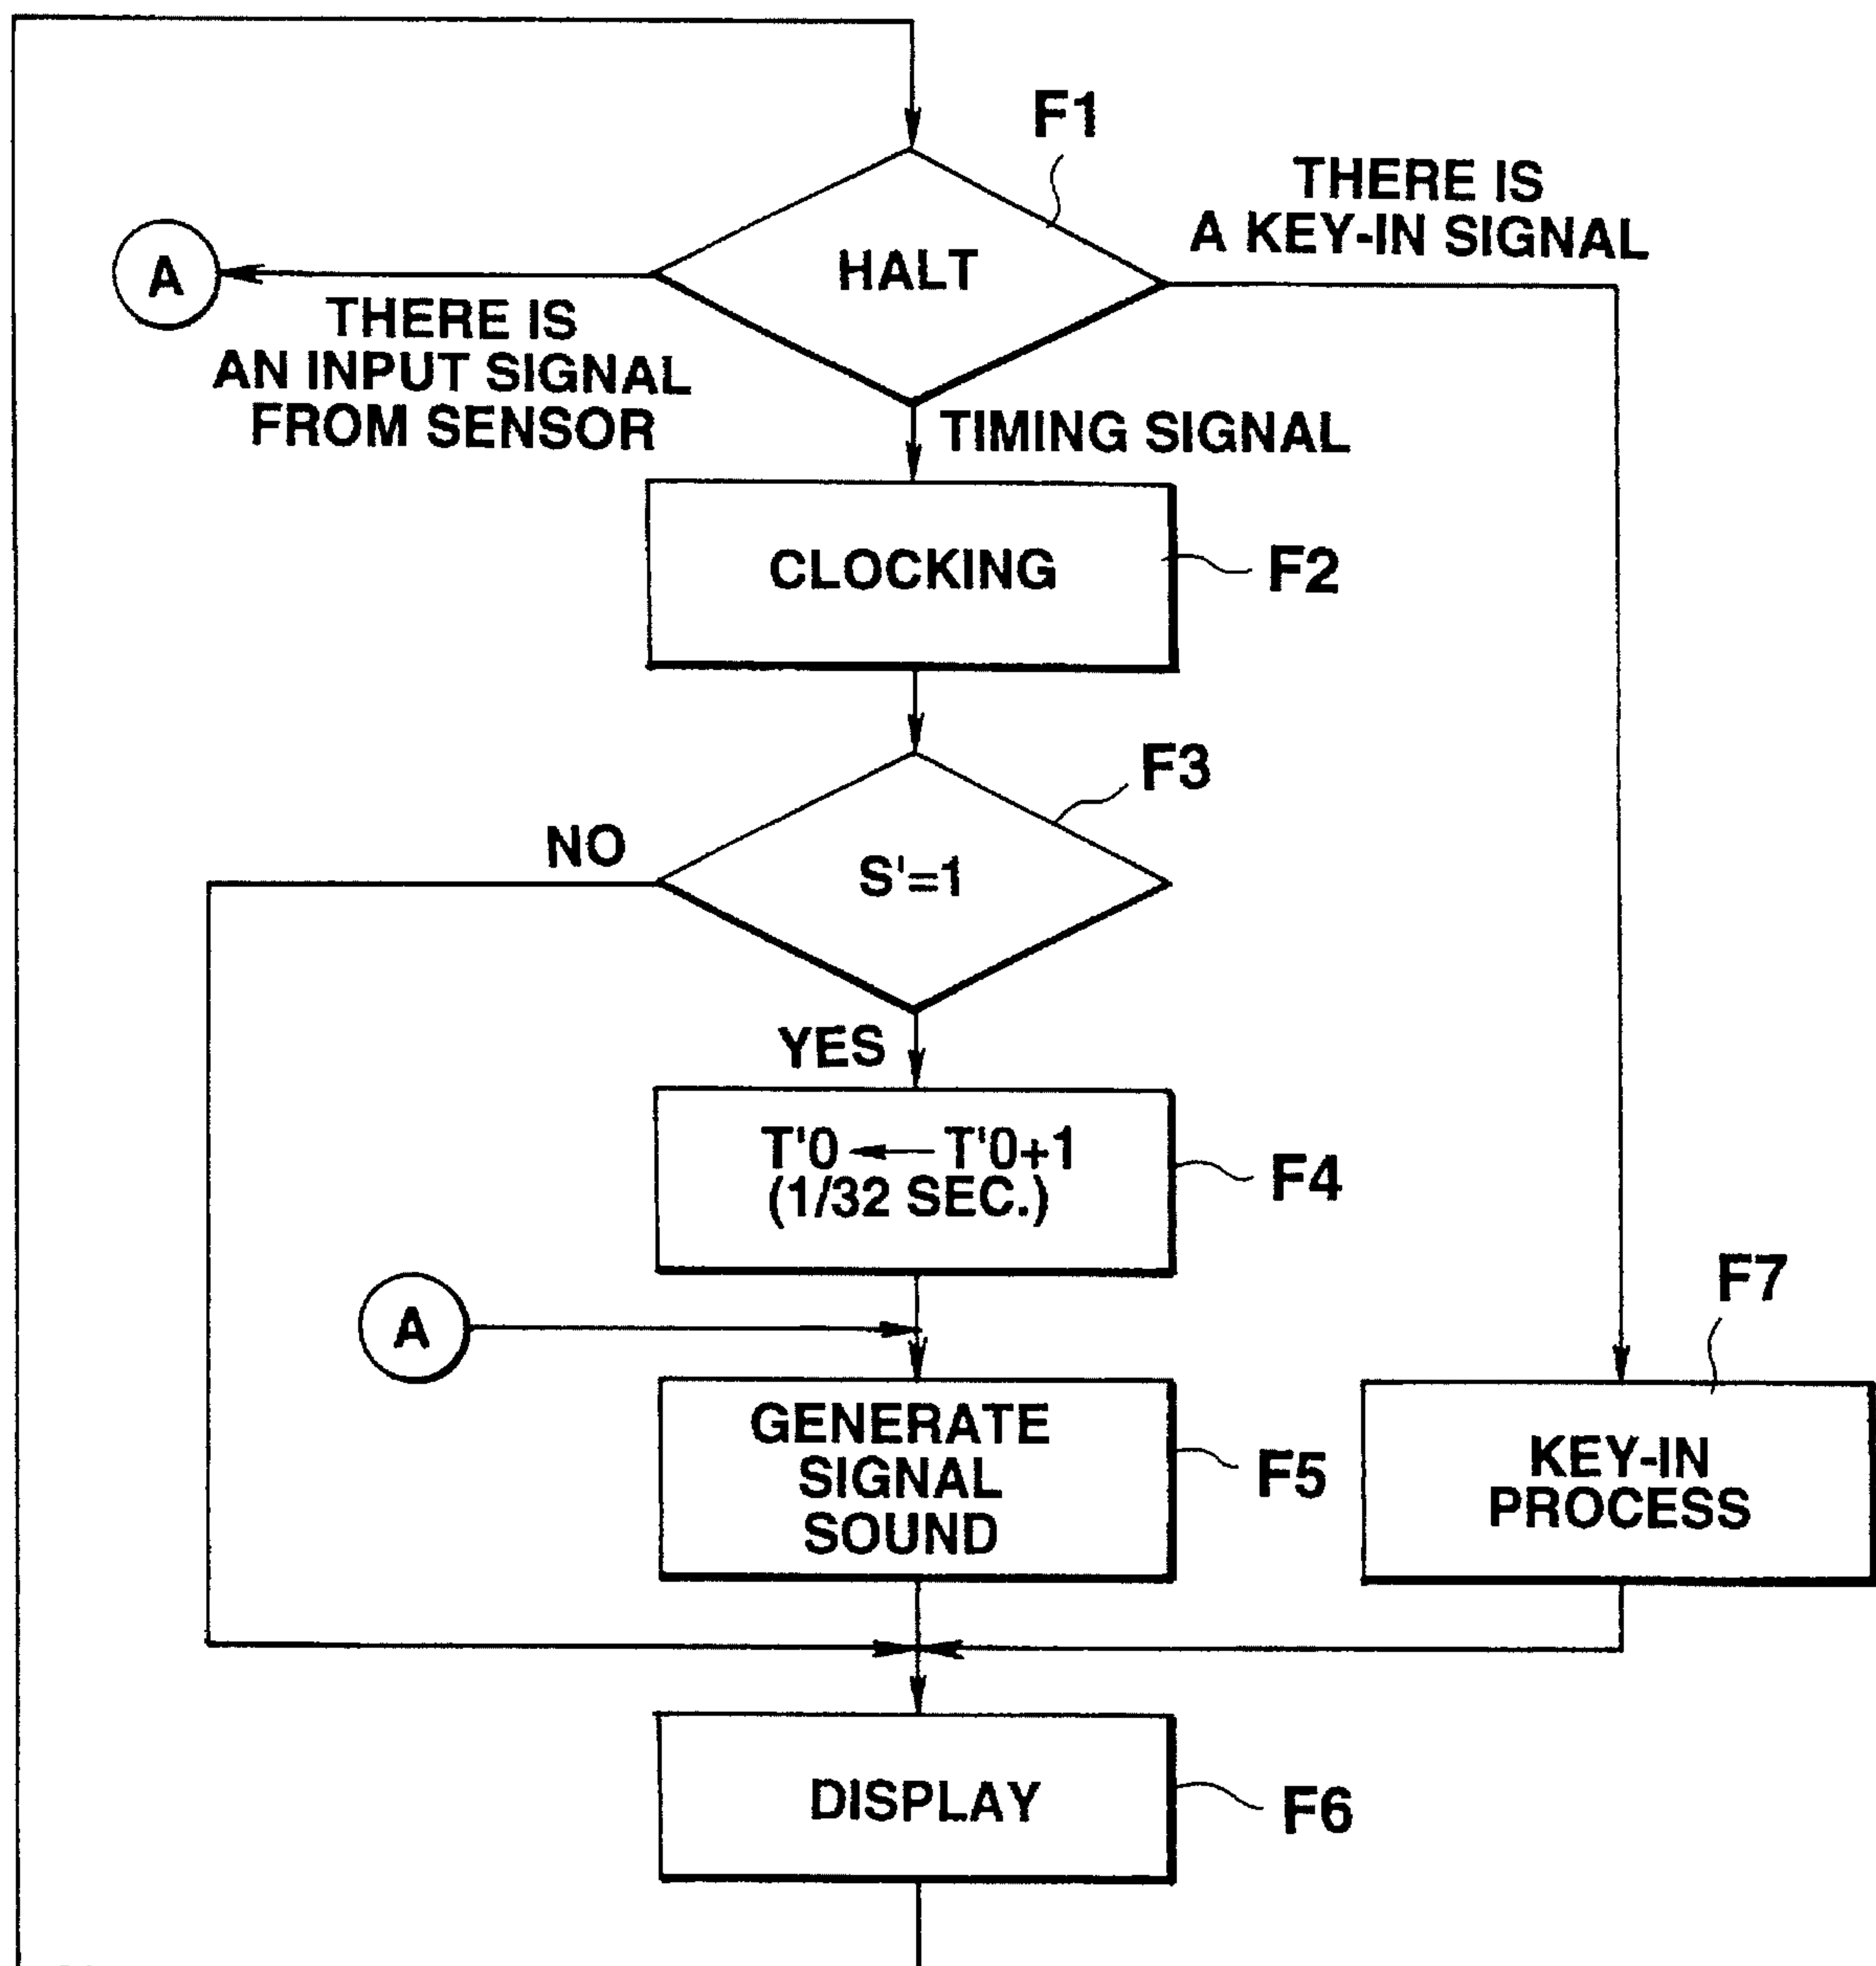 F1
THERE IS
A KEY-IN SIGNAL
HALT
A
THERE IS
AN INPUT SIGNAL
FROM SENSOR
TIMING SIGNAL
CLOCKING
F2
F3
NO
S'=1
YES
T'0 ← T'0+1
(1/32 SEC.)
F4
A
F7
GENERATE
SIGNAL
SOUND
F5
KEY-IN
PROCESS
DISPLAY
F6